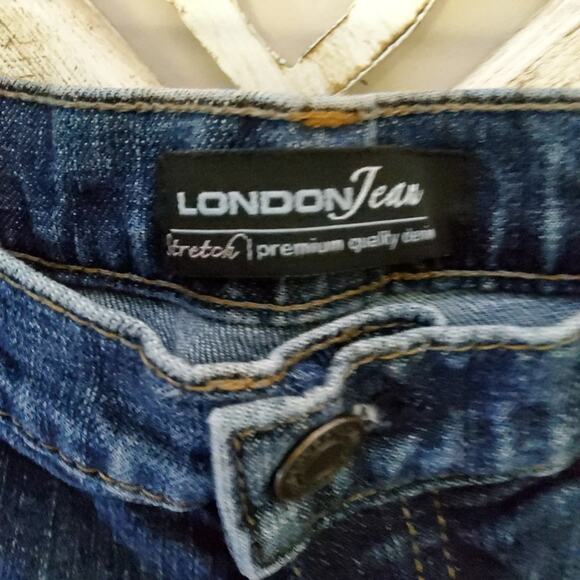 LONDON Jean
Stretch | premium quality denim